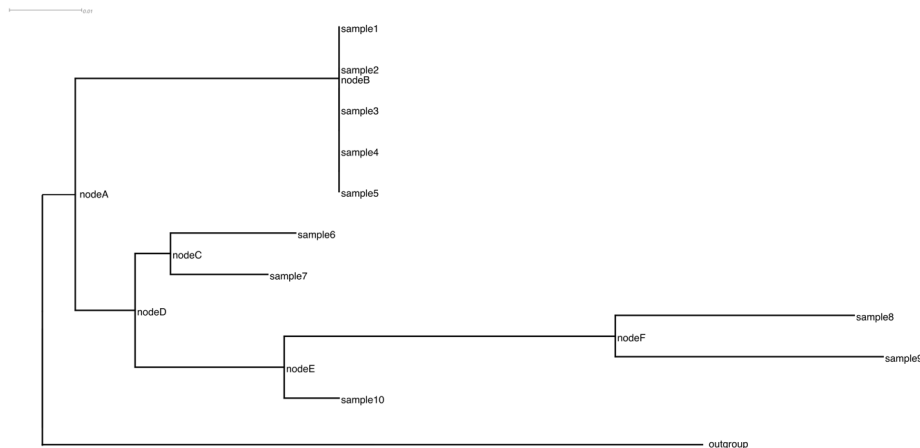 sample1
sample2
nodeB
sample3
sample4
sample5
nodeA
sample6
nodeC
sample7
nodeD
sample8
nodeF
sample9
nodeE
sample10
outgroup